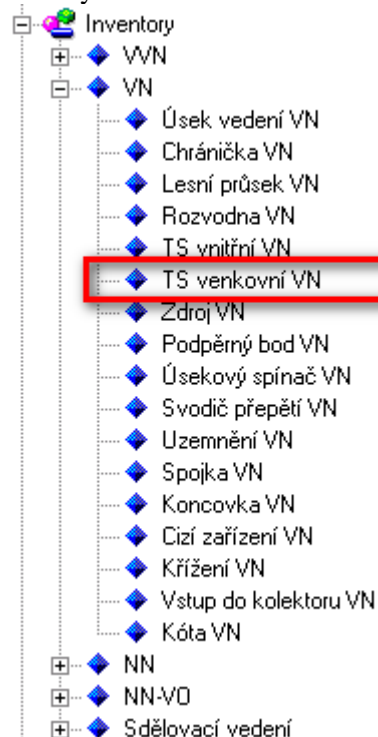 Inventory
VVN
VN
Úsek vedení VN
Chránička VN
Lesní průsek VN
Rozvodna VN
TS vnitřní VN
TS venkovní VN
Zdroj VN
Podpěrný bod VN
Úsekový spínač VN
Svodič přepětí VN
Uzemnění VN
Spojka VN
Koncovka VN
Cizí zařízení VN
Křížení VN
Vstup do kolektoru VN
Kóta VN
NN
NN-VO
Sdělovací vedení